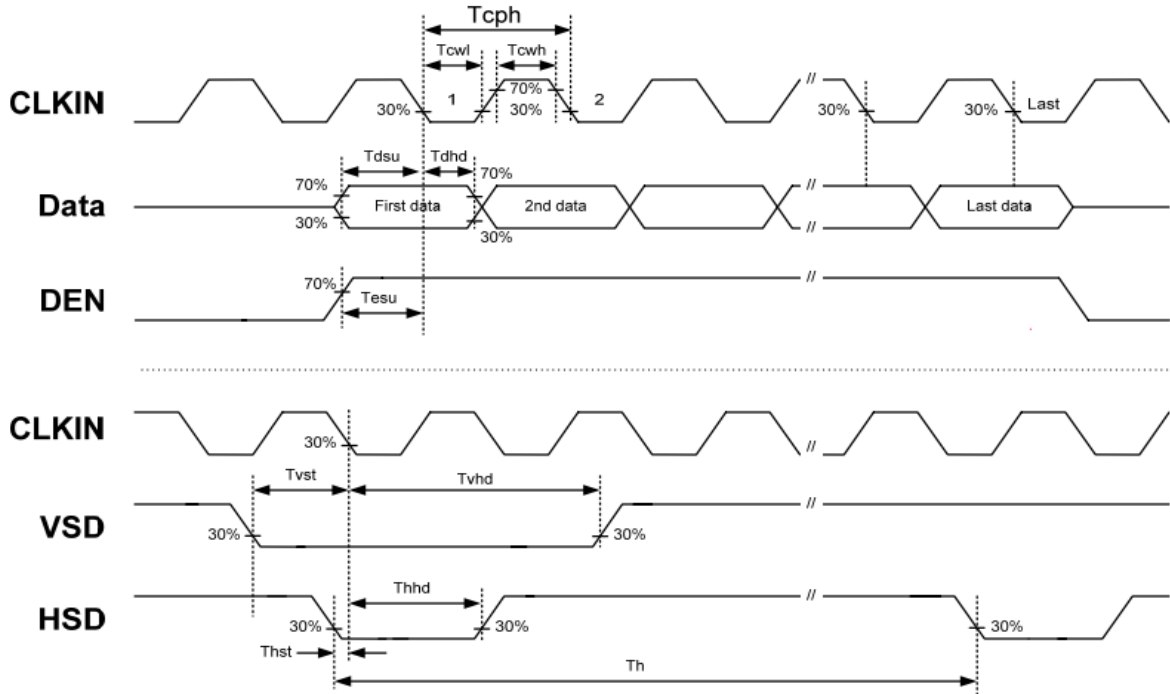 Tcph
Tcwl Tcwh
CLKIN 30% 1 70% 30% 2 // 30% 30% Last
Tdsu Tdhd
70% 70%
Data First data 2nd data // Last data
30% 30%
//
DEN 70% //
Tesu
CLKIN 30% //
Tvst Tvhd
VSD 30% 30% //
Thhd
HSD 30% 30% // 30%
Thst
Th